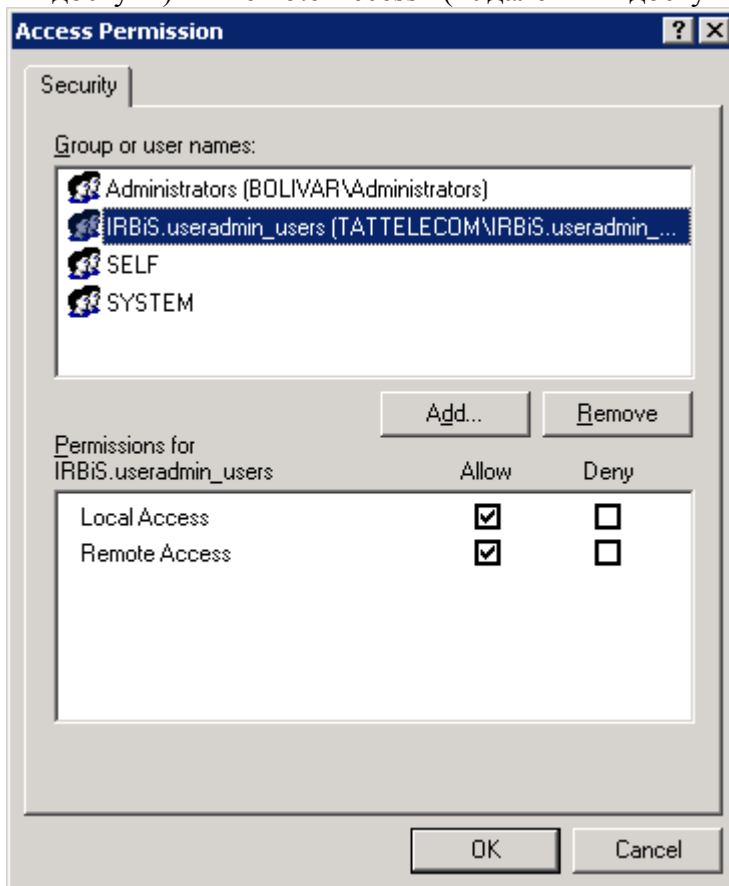 Access Permission
Security
Group or user names:
Administrators (BOLIVAR\Administrators)
IRBiS.useradmin_users (TATTELECOM\IRBiS.useradmin_...
SELF
SYSTEM
Add... Remove
Permissions for
IRBiS.useradmin_users Allow Deny
Local Access
Remote Access
OK Cancel